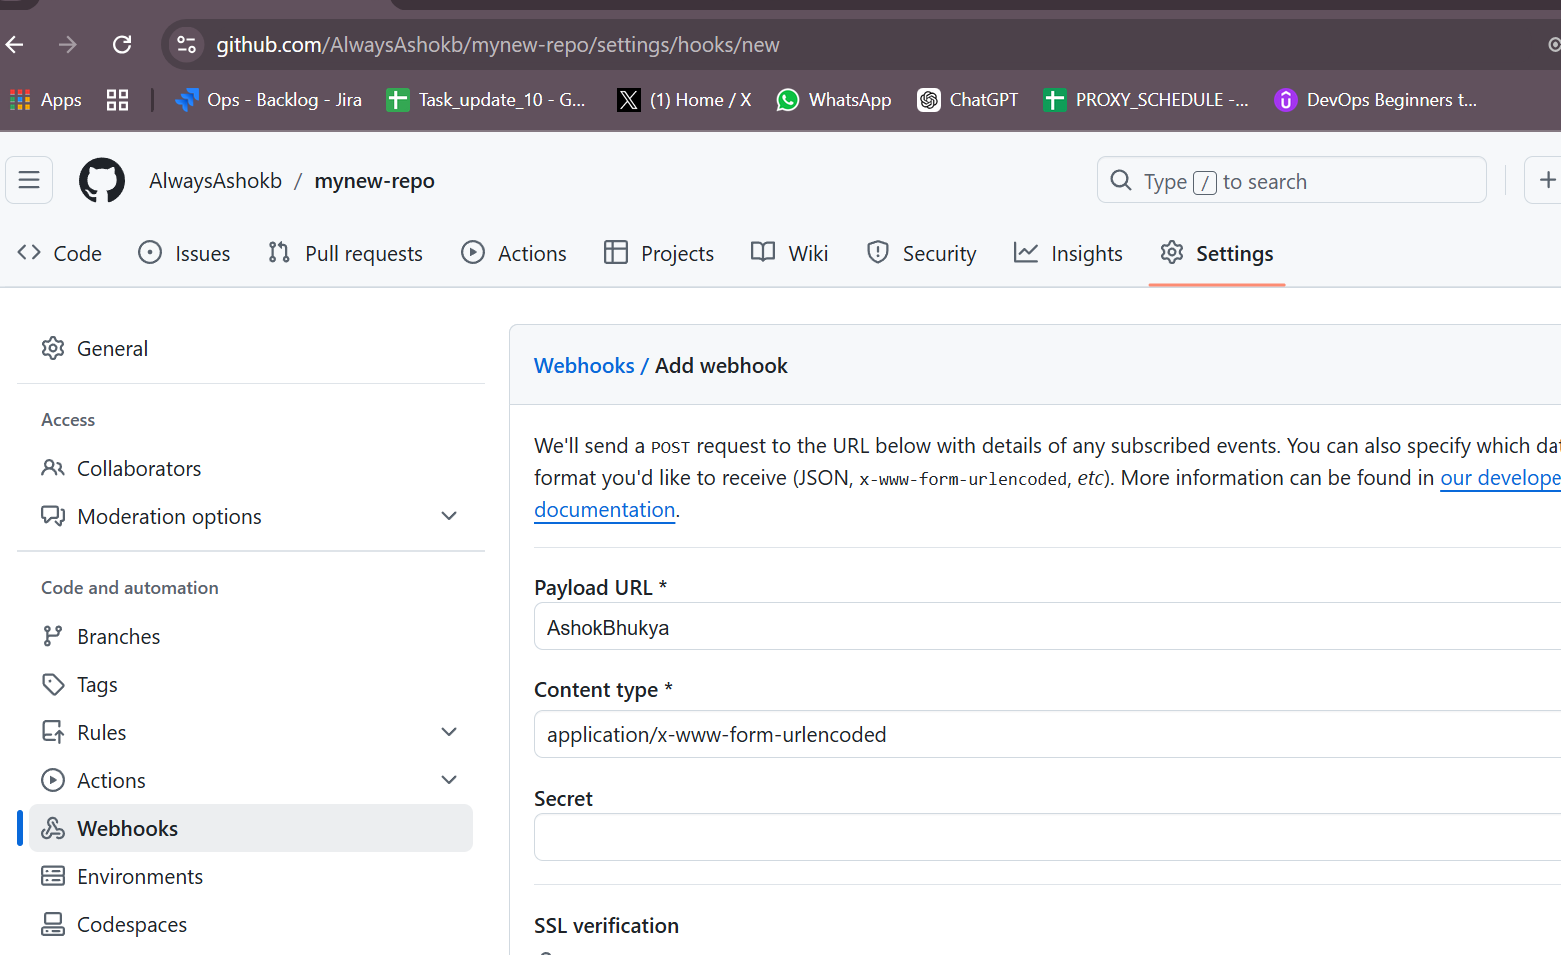 github.com/AlwaysAshokb/mynew-repo/settings/hooks/new
Apps
Ops - Backlog - Jira
Task_update_10 - G...
(1) Home / X
WhatsApp
ChatGPT
PROXY_SCHEDULE -...
DevOps Beginners t...
AlwaysAshokb / mynew-repo
Type / to search
Code
Issues
Pull requests
Actions
Projects
Wiki
Security
Insights
Settings
General
Access
Collaborators
Moderation options
Code and automation
Branches
Tags
Rules
Actions
Webhooks
Environments
Codespaces
Webhooks / Add webhook
We'll send a POST request to the URL below with details of any subscribed events. You can also specify which
format you'd like to receive (JSON, x-www-form-urlencoded, etc). More information can be found in our develope
documentation.
Payload URL *
AshokBhukya
Content type *
application/x-www-form-urlencoded
Secret
SSL verification